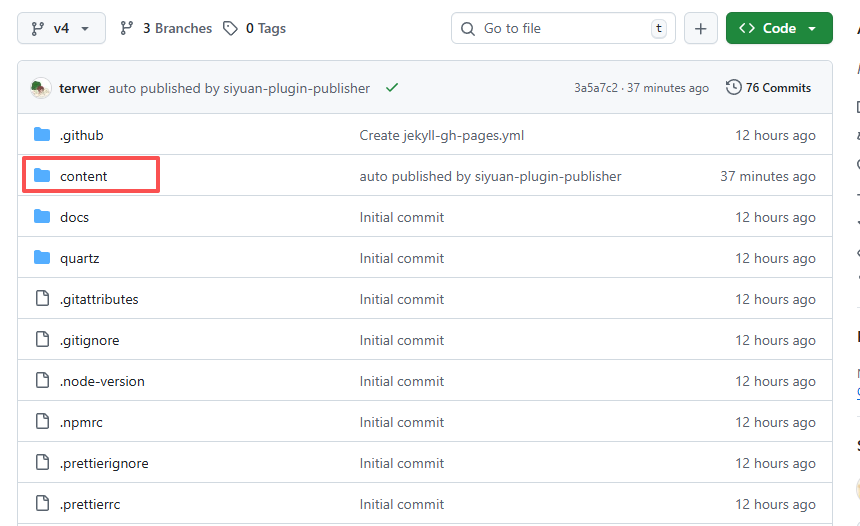 v4 3 Branches 0 Tags Go to file t Code
terwer auto published by siyuan-plugin-publisher 3a5a7c2 · 37 minutes ago 76 Commits
.github Create jekyll-gh-pages.yml 12 hours ago
content auto published by siyuan-plugin-publisher 37 minutes ago
docs Initial commit 12 hours ago
quartz Initial commit 12 hours ago
.gitattributes Initial commit 12 hours ago
.gitignore Initial commit 12 hours ago
.node-version Initial commit 12 hours ago
.npmrc Initial commit 12 hours ago
.prettierignore Initial commit 12 hours ago
.prettierrc Initial commit 12 hours ago